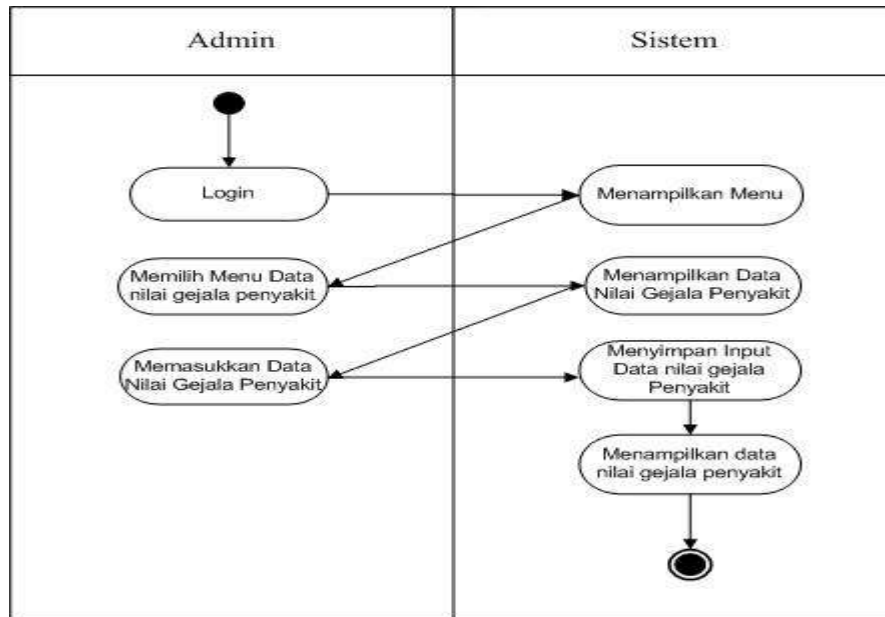 Admin
Sistem
Login
Menampilkan Menu
Memilih Menu Data
nilai gejala penyakit
Menampilkan Data
Nilai Gejala Penyakit
Memasukkan Data
Nilai Gejala Penyakit
Menyimpan Input
Data nilai gejala
Penyakit
Menampilkan data
nilai gejala penyakit